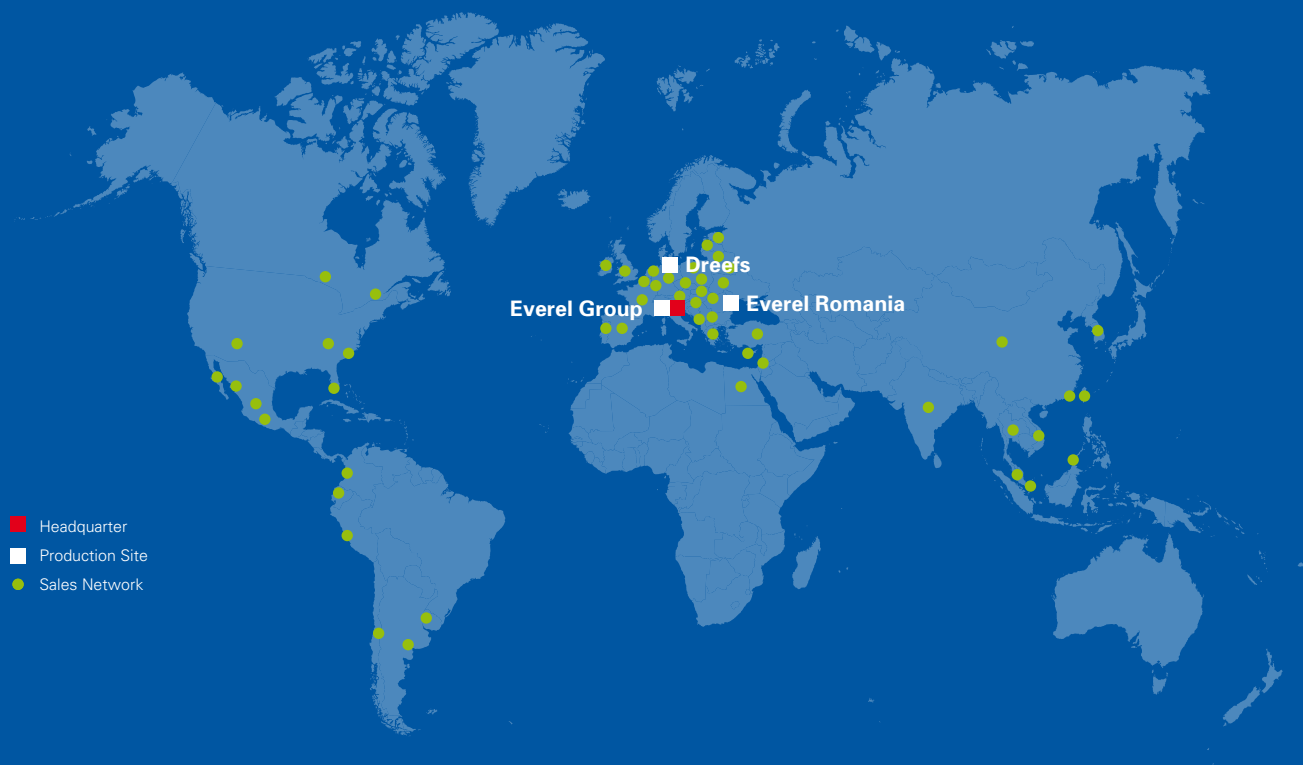 Dreefs
Everel Group
Everel Romania
Headquarter
Production Site
Sales Network